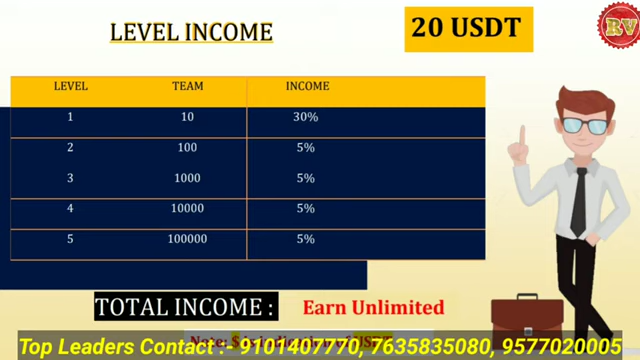 LEVEL INCOME
20 USDT
RV
LEVEL TEAM INCOME
1 10 30%
2 100 5%
3 1000 5%
4 10000 5%
5 100000 5%
TOTAL INCOME : Earn Unlimited
Top Leaders Contact :- 9101407770, 7635835080, 9577020005